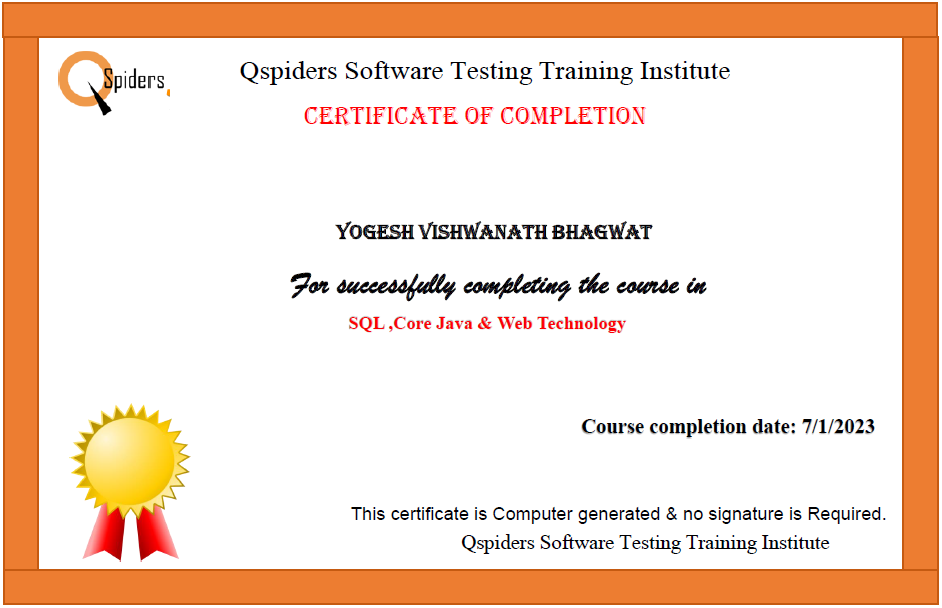 QSpiders
Qspiders Software Testing Training Institute
CERTIFICATE OF COMPLETION
YOGESH VISHWANATH BHAGWAT
For successfully completing the course in
SQL ,Core Java & Web Technology
Course completion date: 7/1/2023
This certificate is Computer generated & no signature is Required.
Qspiders Software Testing Training Institute